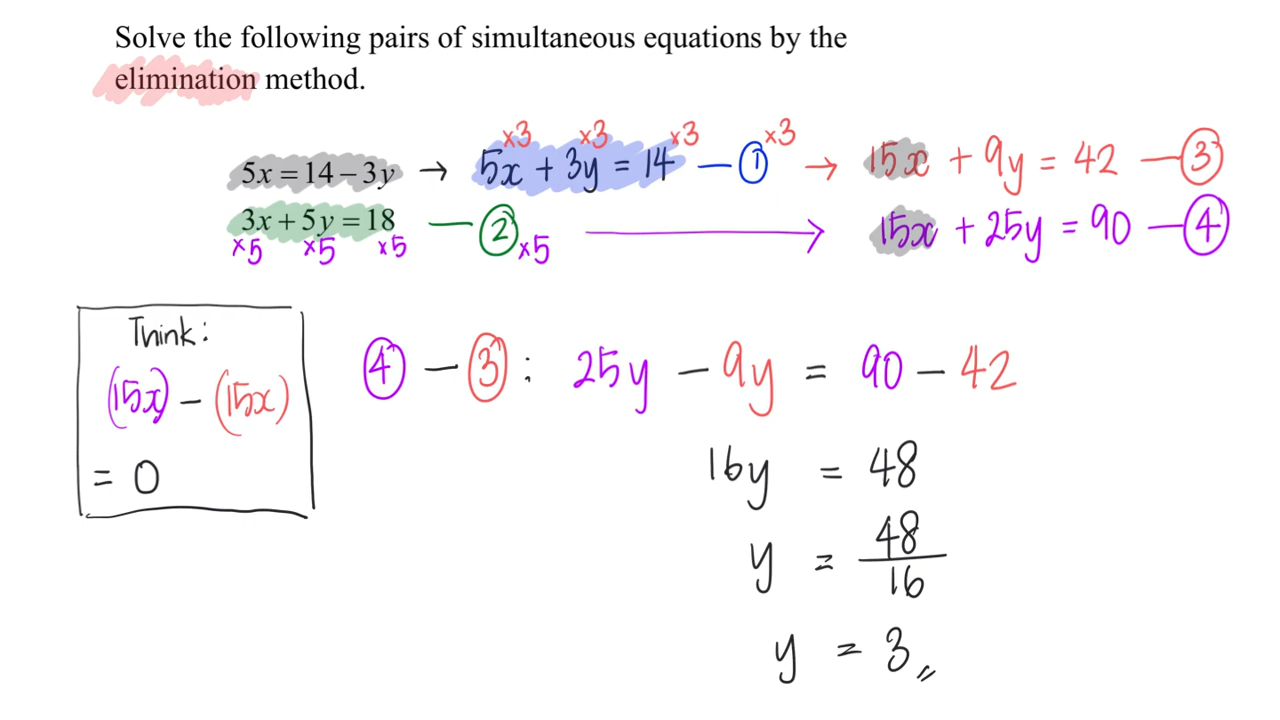 Solve the following pairs of simultaneous equations by the
elimination method.
×3 ×3 ×3 ×3
5x = 14 – 3y → 5x + 3y = 14 — ① → 15x + 9y = 42 — ③
3x + 5y = 18 — ② ×5 → 15x + 25y = 90 — ④
×5 ×5 ×5
Think:
(15x) – (15x)
= 0
④ – ③ : 25y – 9y = 90 – 42
16y = 48
y = 48/16
y = 3〃